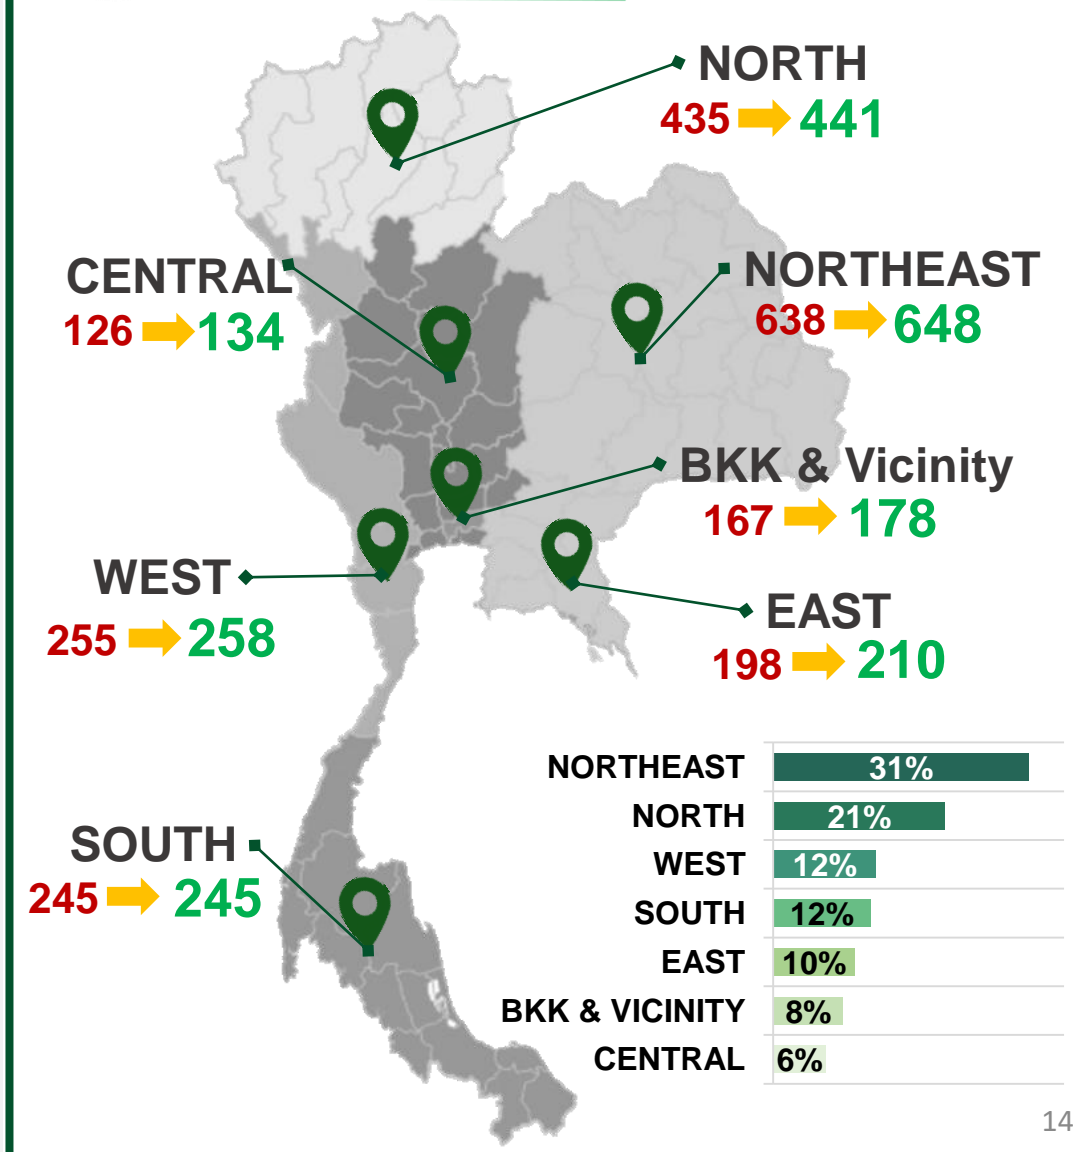 NORTH
435 441
CENTRAL
126 134
NORTHEAST
638 648
BKK & Vicinity
167 178
WEST
255 258
EAST
198 210
SOUTH
245 245
NORTHEAST 31%
NORTH 21%
WEST 12%
SOUTH 12%
EAST 10%
BKK & VICINITY 8%
CENTRAL 6%
14